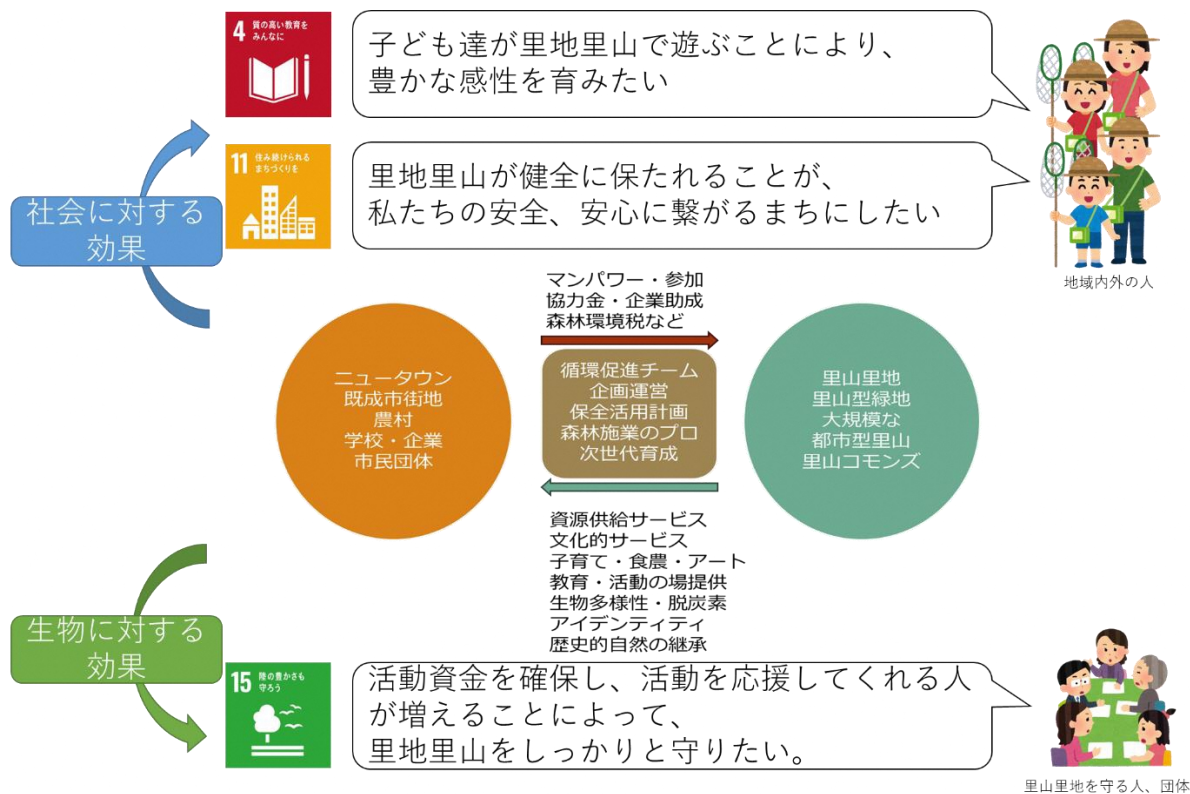 4 質の高い教育を
みんなに
子ども達が里地里山で遊ぶことにより、
豊かな感性を育みたい
11 住み続けられる
まちづくりを
里地里山が健全に保たれることが、
私たちの安全、安心に繋がるまちにしたい
地域内外の人
社会に対する
効果
マンパワー・参加
協力金・企業助成
森林環境税など
ニュータウン
既成市街地
農村
学校・企業
市民団体
循環促進チーム
企画運営
保全活用計画
森林施業のプロ
次世代育成
里山里地
里山型緑地
大規模な
都市型里山
里山コモンズ
資源供給サービス
文化的サービス
子育て・食農・アート
教育・活動の場提供
生物多様性・脱炭素
アイデンティティ
歴史的自然の継承
生物に対する
効果
15 陸の豊かさも
守ろう
活動資金を確保し、活動を応援してくれる人
が増えることによって、
里地里山をしっかりと守りたい。
里山里地を守る人、団体